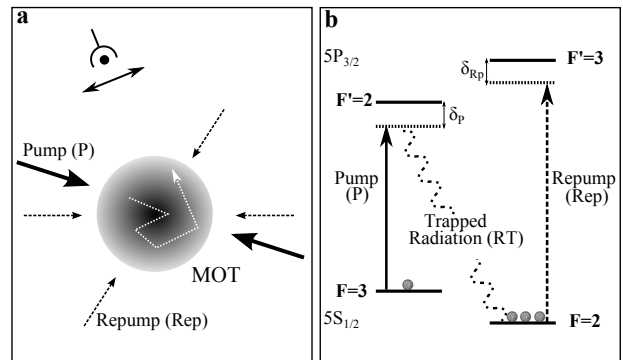 a
Pump (P)
MOT
Repump (Rep)
b
5P3/2
F'=3
δRp
F'=2
δP
Pump
(P)
Repump
(Rep)
Trapped
Radiation (RT)
F=3
5S1/2
F=2